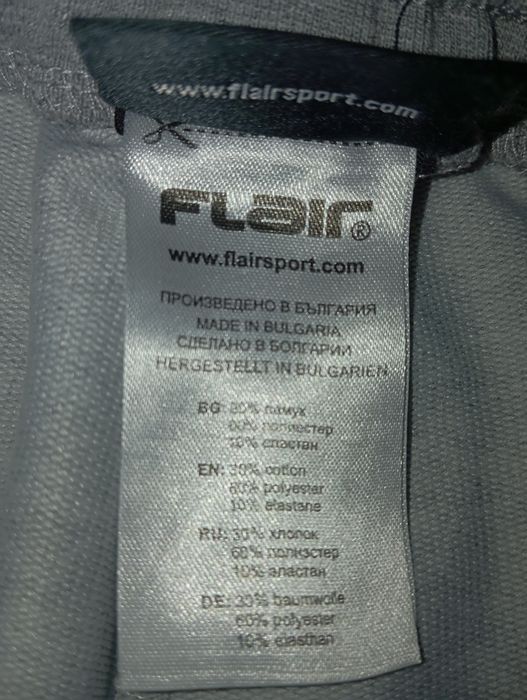 www.flairsport.com
FLAIR®
www.flairsport.com
ПРОИЗВЕДЕНО В БЪЛГАРИЯ
MADE IN BULGARIA
СДЕЛАНО В БОЛГАРИИ
HERGESTELLT IN BULGARIEN
BG: 30% памук
60% полиестер
10% еластан
EN: 30% cotton
60% polyester
10% elastane
RU: 30% хлопок
60% полиэстер
10% эластан
DE: 30% baumwolle
60% polyester
10% elasthan